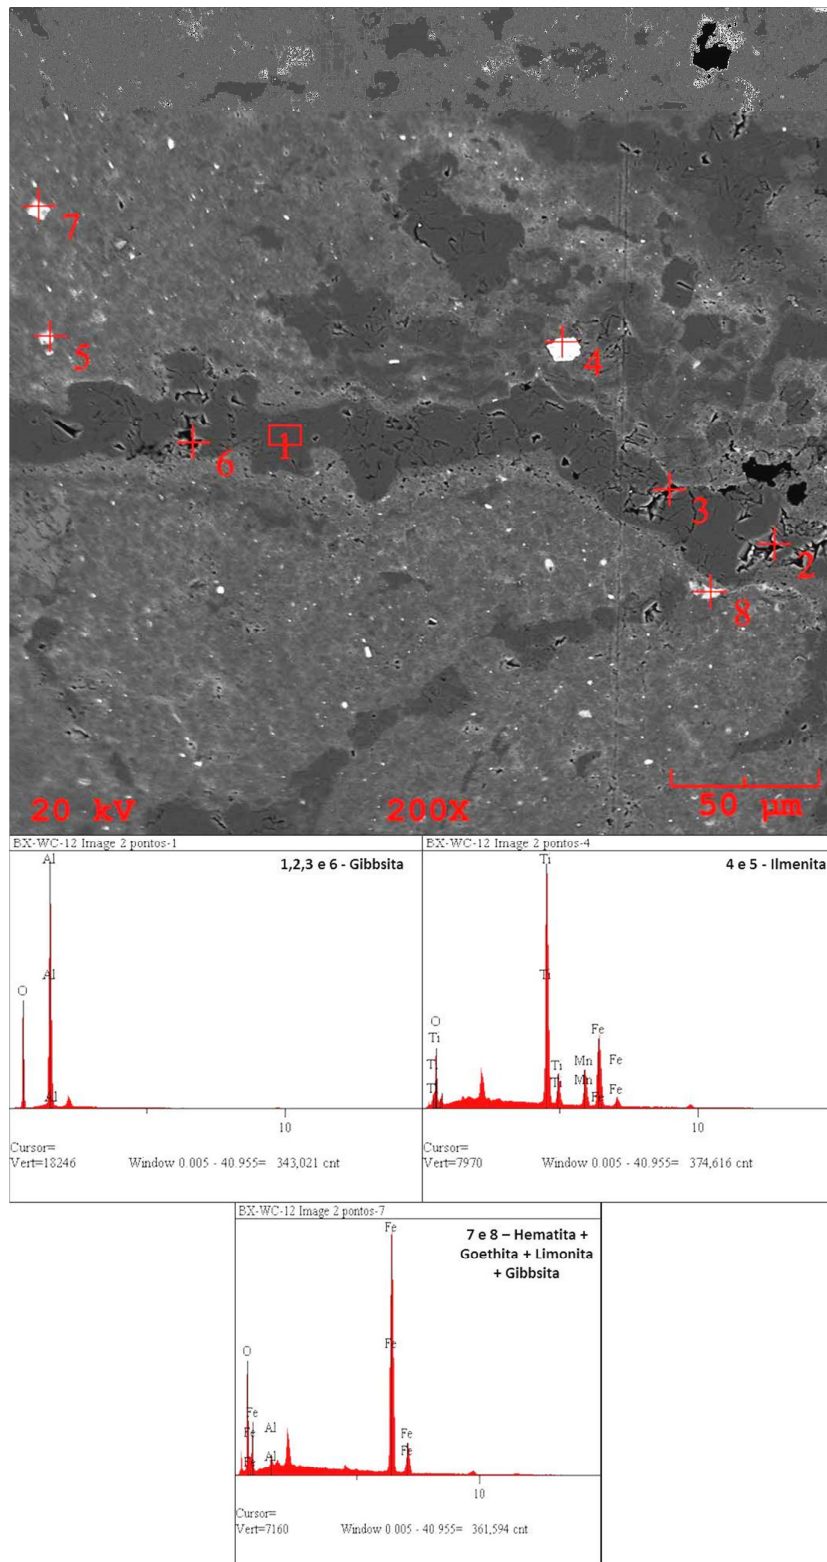 7
5
4
1
6
3
2
8
20 kV 200X 50 µm
BX-WC-12 Image 2 pontos-1
1,2,3 e 6 - Gibbsita
Al
Al
O
Al
10
Cursor=
Vert=18246 Window 0.005 - 40.955= 343,021 cnt
BX-WC-12 Image 2 pontos-4
4 e 5 - Ilmenita
Ti
Ti
O
Ti
Ti
Ti
Ti
Ti
Mn
Mn
Fe
Fe
Fe
Fe
10
Cursor=
Vert=7970 Window 0.005 - 40.955= 374,616 cnt
BX-WC-12 Image 2 pontos-7
7 e 8 – Hematita +
Goethita + Limonita
+ Gibbsita
Fe
Fe
O
Fe
Fe
Fe
Al
Al
Fe
Fe
10
Cursor=
Vert=7160 Window 0.005 - 40.955= 361,594 cnt